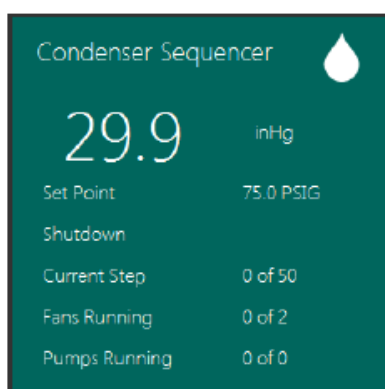 Condenser Sequencer
29.9 inHg
Set Point 75.0 PSIG
Shutdown
Current Step 0 of 50
Fans Running 0 of 2
Pumps Running 0 of 0